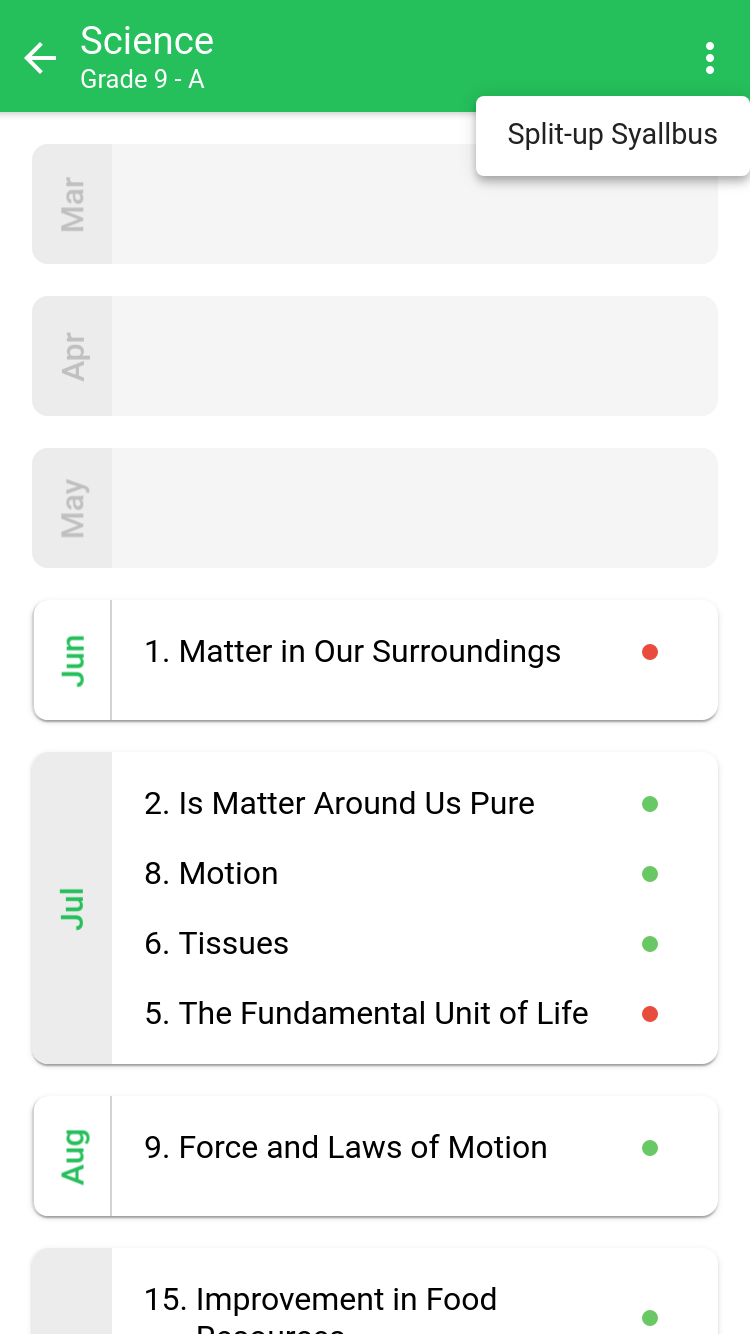 Science
Grade 9 - A
Split-up Syallbus
Mar
Apr
May
Jun
1. Matter in Our Surroundings
Jul
2. Is Matter Around Us Pure
8. Motion
6. Tissues
5. The Fundamental Unit of Life
Aug
9. Force and Laws of Motion
15. Improvement in Food
Resources